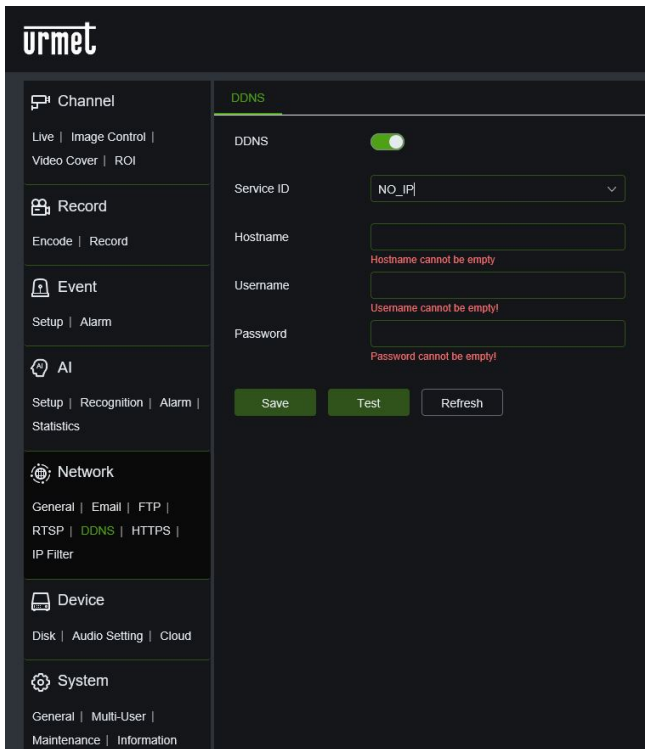 urmet
Channel
Live | Image Control |
Video Cover | ROI
Record
Encode | Record
Event
Setup | Alarm
AI
AI
Setup | Recognition | Alarm |
Statistics
Network
General | Email | FTP |
RTSP | DDNS | HTTPS |
IP Filter
Device
Disk | Audio Setting | Cloud
System
General | Multi-User |
Maintenance | Information
DDNS
DDNS
Service ID
NO_IP
Hostname
Hostname cannot be empty
Username
Username cannot be empty!
Password
Password cannot be empty!
Save Test Refresh